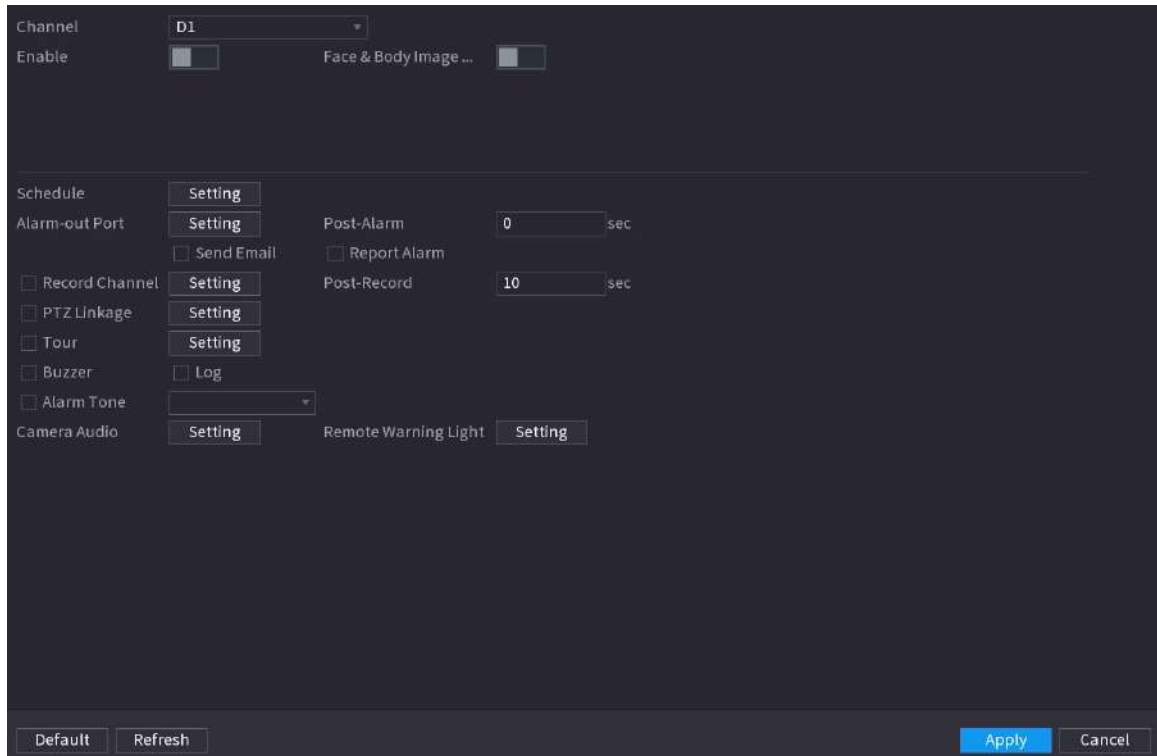 Channel D1
Enable Face & Body Image ...
Schedule Setting
Alarm-out Port Setting Post-Alarm 0 sec
Send Email Report Alarm
Record Channel Setting Post-Record 10 sec
PTZ Linkage Setting
Tour Setting
Buzzer Log
Alarm Tone
Camera Audio Setting Remote Warning Light Setting
Default Refresh Apply Cancel